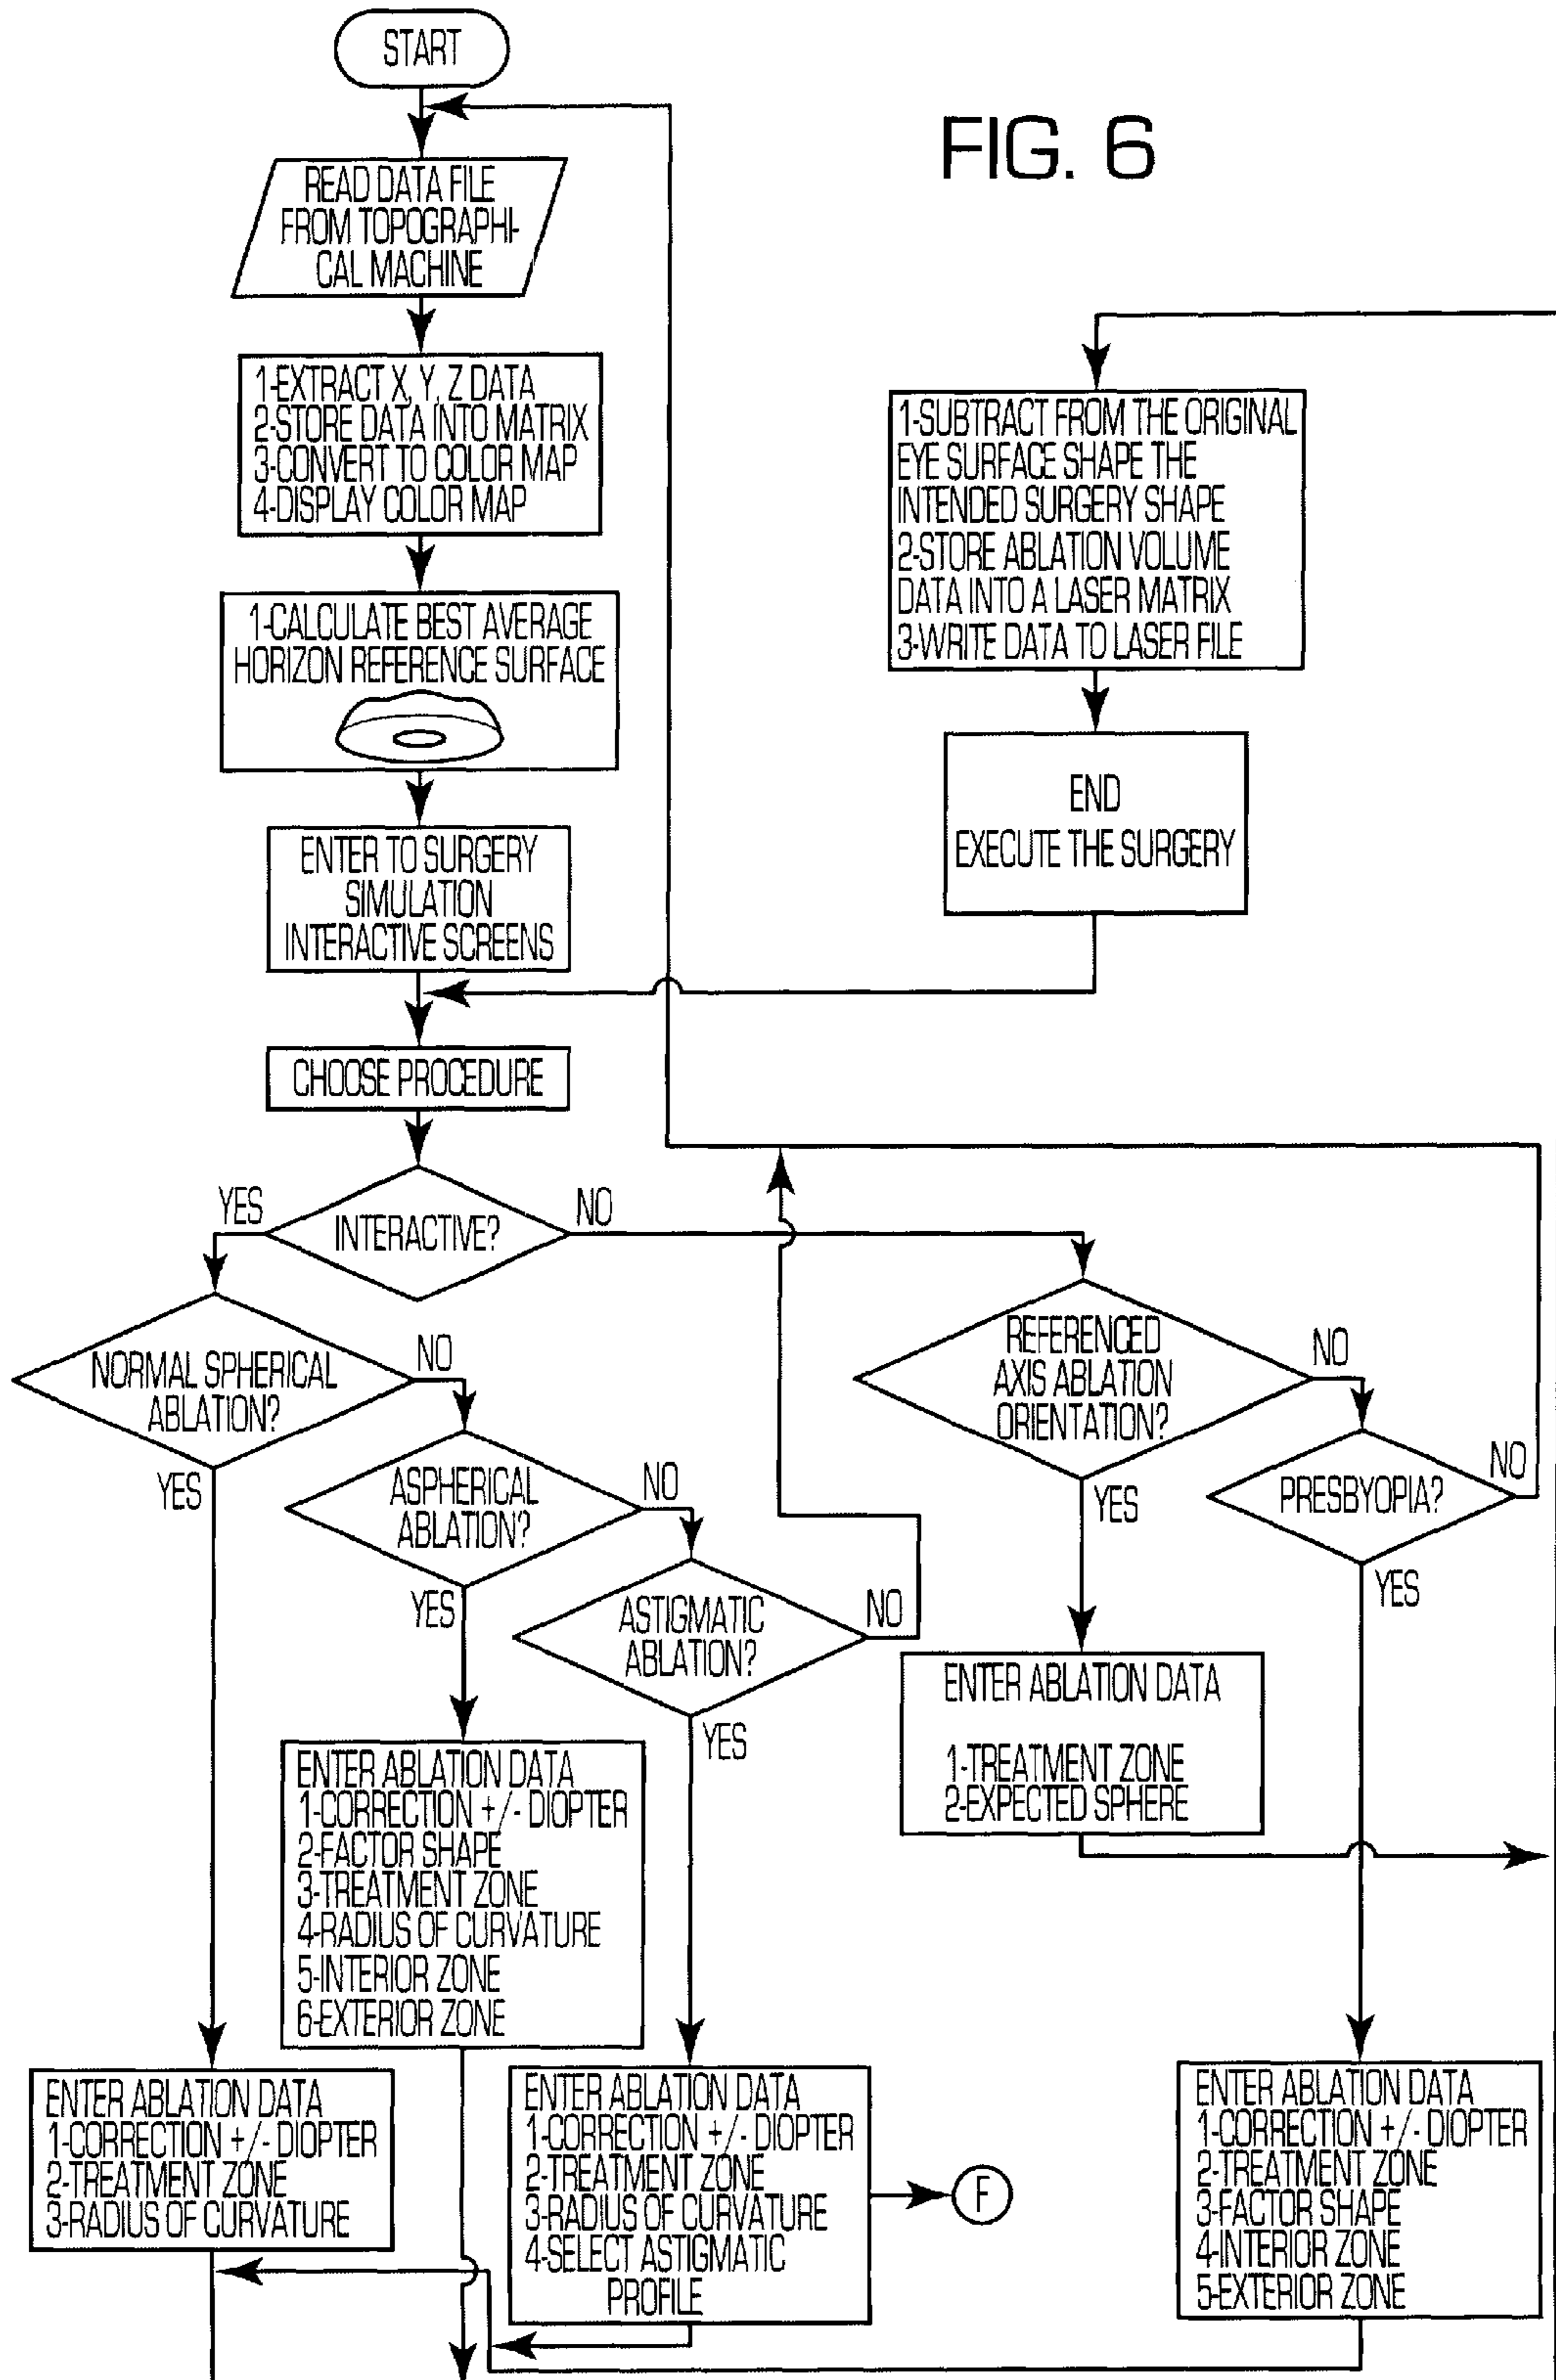 START
FIG. 6
READ DATA FILE
FROM TOPOGRAPHI-
CAL MACHINE
1-EXTRACT X, Y, Z DATA
2-STORE DATA INTO MATRIX
3-CONVERT TO COLOR MAP
4-DISPLAY COLOR MAP
1-SUBTRACT FROM THE ORIGINAL
EYE SURFACE SHAPE THE
INTENDED SURGERY SHAPE
2-STORE ABLATION VOLUME
DATA INTO A LASER MATRIX
3-WRITE DATA TO LASER FILE
1-CALCULATE BEST AVERAGE
HORIZON REFERENCE SURFACE
END
EXECUTE THE SURGERY
ENTER TO SURGERY
SIMULATION
INTERACTIVE SCREENS
CHOOSE PROCEDURE
YES
INTERACTIVE?
NO
NORMAL SPHERICAL
ABLATION?
NO
YES
REFERENCED
AXIS ABLATION
ORIENTATION?
NO
YES
ASPHERICAL
ABLATION?
NO
YES
PRESBYOPIA?
NO
YES
ASTIGMATIC
ABLATION?
NO
YES
ENTER ABLATION DATA
1-TREATMENT ZONE
2-EXPECTED SPHERE
ENTER ABLATION DATA
1-CORRECTION +/- DIOPTER
2-FACTOR SHAPE
3-TREATMENT ZONE
4-RADIUS OF CURVATURE
5-INTERIOR ZONE
6-EXTERIOR ZONE
ENTER ABLATION DATA
1-CORRECTION +/- DIOPTER
2-TREATMENT ZONE
3-RADIUS OF CURVATURE
ENTER ABLATION DATA
1-CORRECTION +/- DIOPTER
2-TREATMENT ZONE
3-RADIUS OF CURVATURE
4-SELECT ASTIGMATIC
PROFILE
F
ENTER ABLATION DATA
1-CORRECTION +/- DIOPTER
2-TREATMENT ZONE
3-FACTOR SHAPE
4-INTERIOR ZONE
5-EXTERIOR ZONE